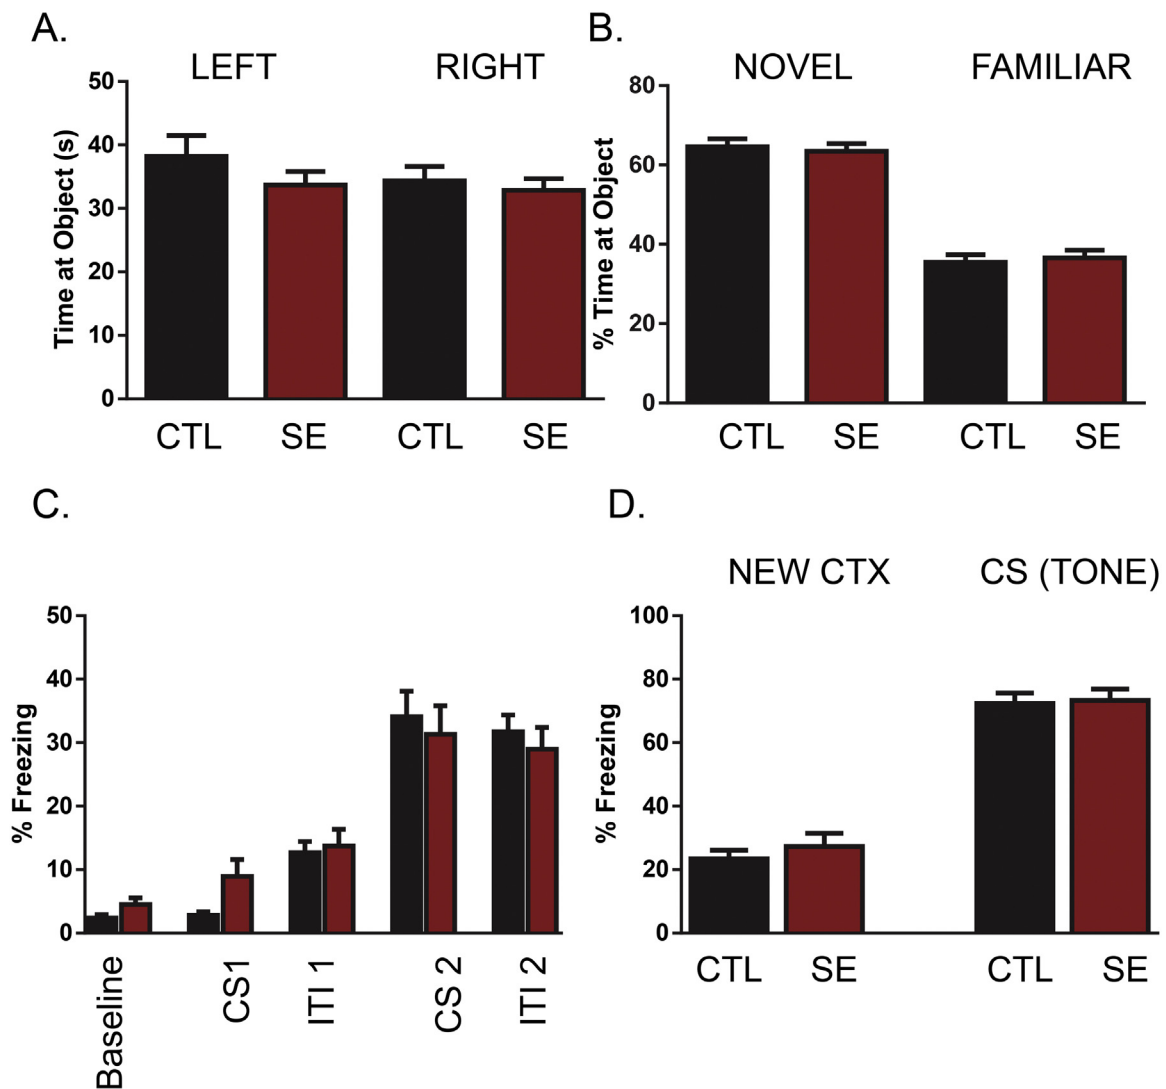 A.
LEFT RIGHT
Time at Object (s)
50
40
30
20
10
0
CTL SE CTL SE
B.
NOVEL FAMILIAR
% Time at Object
80
60
40
20
0
CTL SE CTL SE
C.
% Freezing
50
40
30
20
10
0
Baseline
CS1
ITI 1
CS 2
ITI 2
D.
NEW CTX CS (TONE)
% Freezing
100
80
60
40
20
0
CTL SE CTL SE